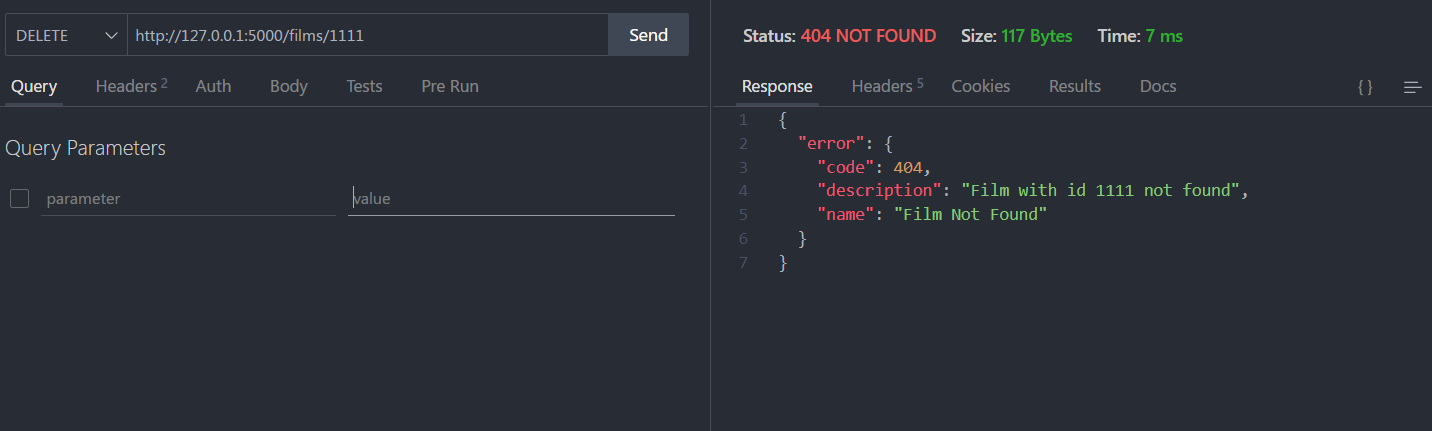 DELETE http://127.0.0.1:5000/films/1111 Send
Query Headers 2 Auth Body Tests Pre Run
Query Parameters
parameter value
Status: 404 NOT FOUND Size: 117 Bytes Time: 7 ms
Response Headers 5 Cookies Results Docs { }
1 {
2 "error": {
3 "code": 404,
4 "description": "Film with id 1111 not found",
5 "name": "Film Not Found"
6 }
7 }